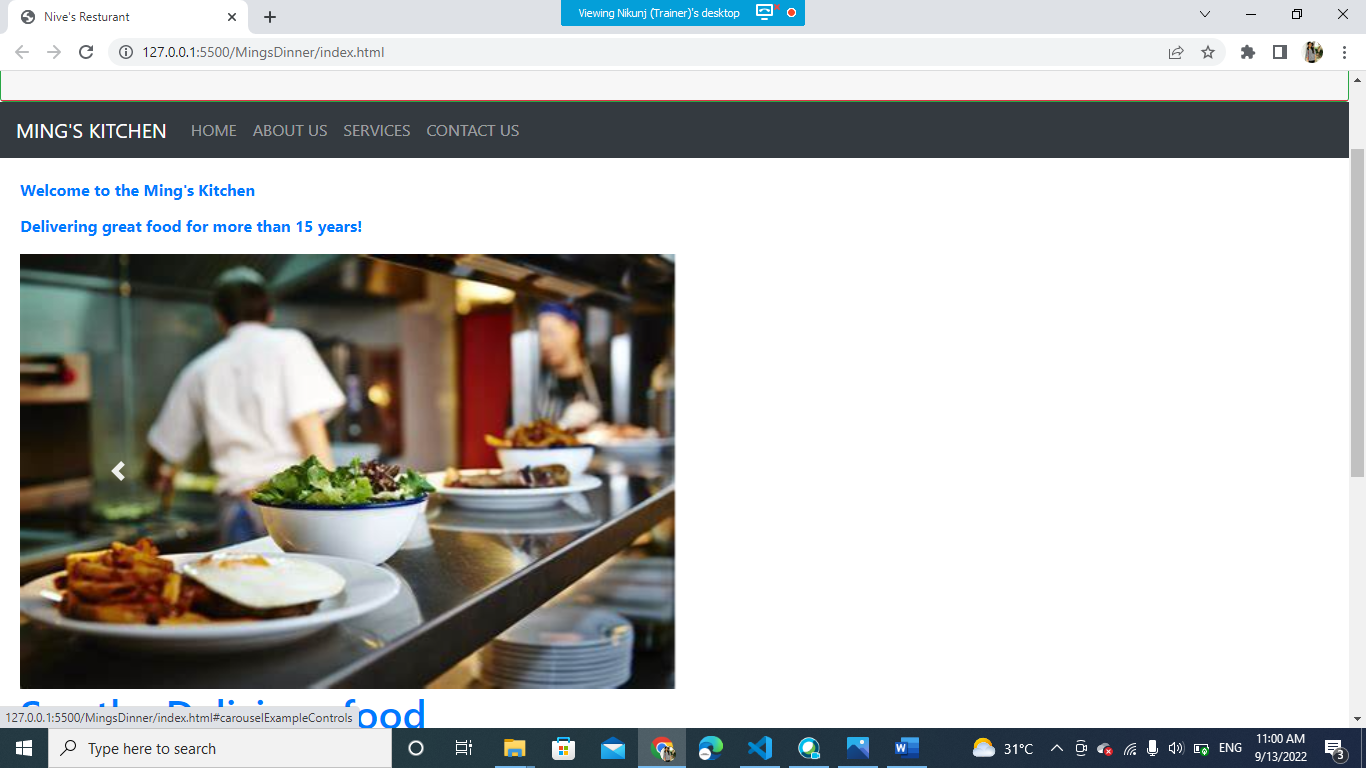 Nive's Resturant
Viewing Nikunj (Trainer)'s desktop
127.0.0.1:5500/MingsDinner/index.html
MING'S KITCHEN HOME ABOUT US SERVICES CONTACT US
Welcome to the Ming's Kitchen
Delivering great food for more than 15 years!
food
127.0.0.1:5500/MingsDinner/index.html#carouselExampleControls
Type here to search
31°C
ENG
11:00 AM
9/13/2022
3